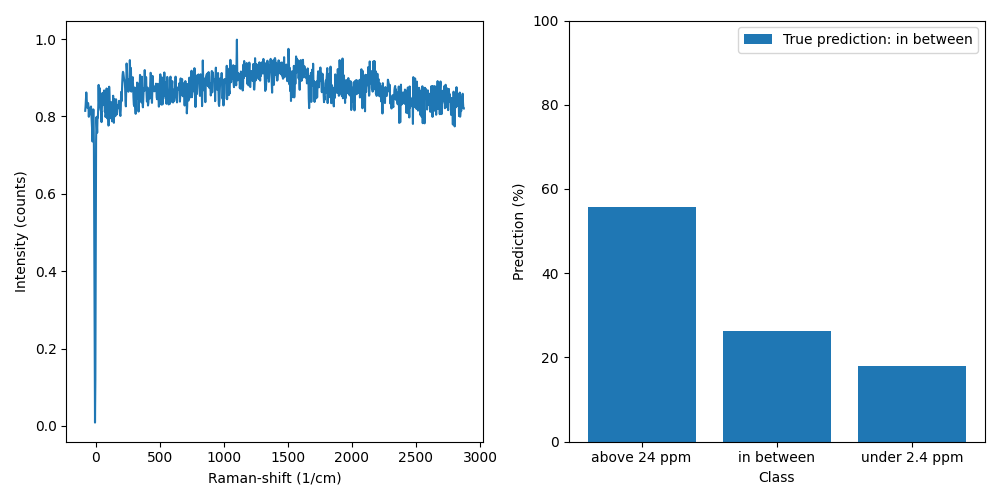 1.0
0.8
0.6
0.4
0.2
0.0
Intensity (counts)
0 500 1000 1500 2000 2500 3000
Raman-shift (1/cm)
100
80
60
40
20
0
Prediction (%)
True prediction: in between
above 24 ppm in between under 2.4 ppm
Class